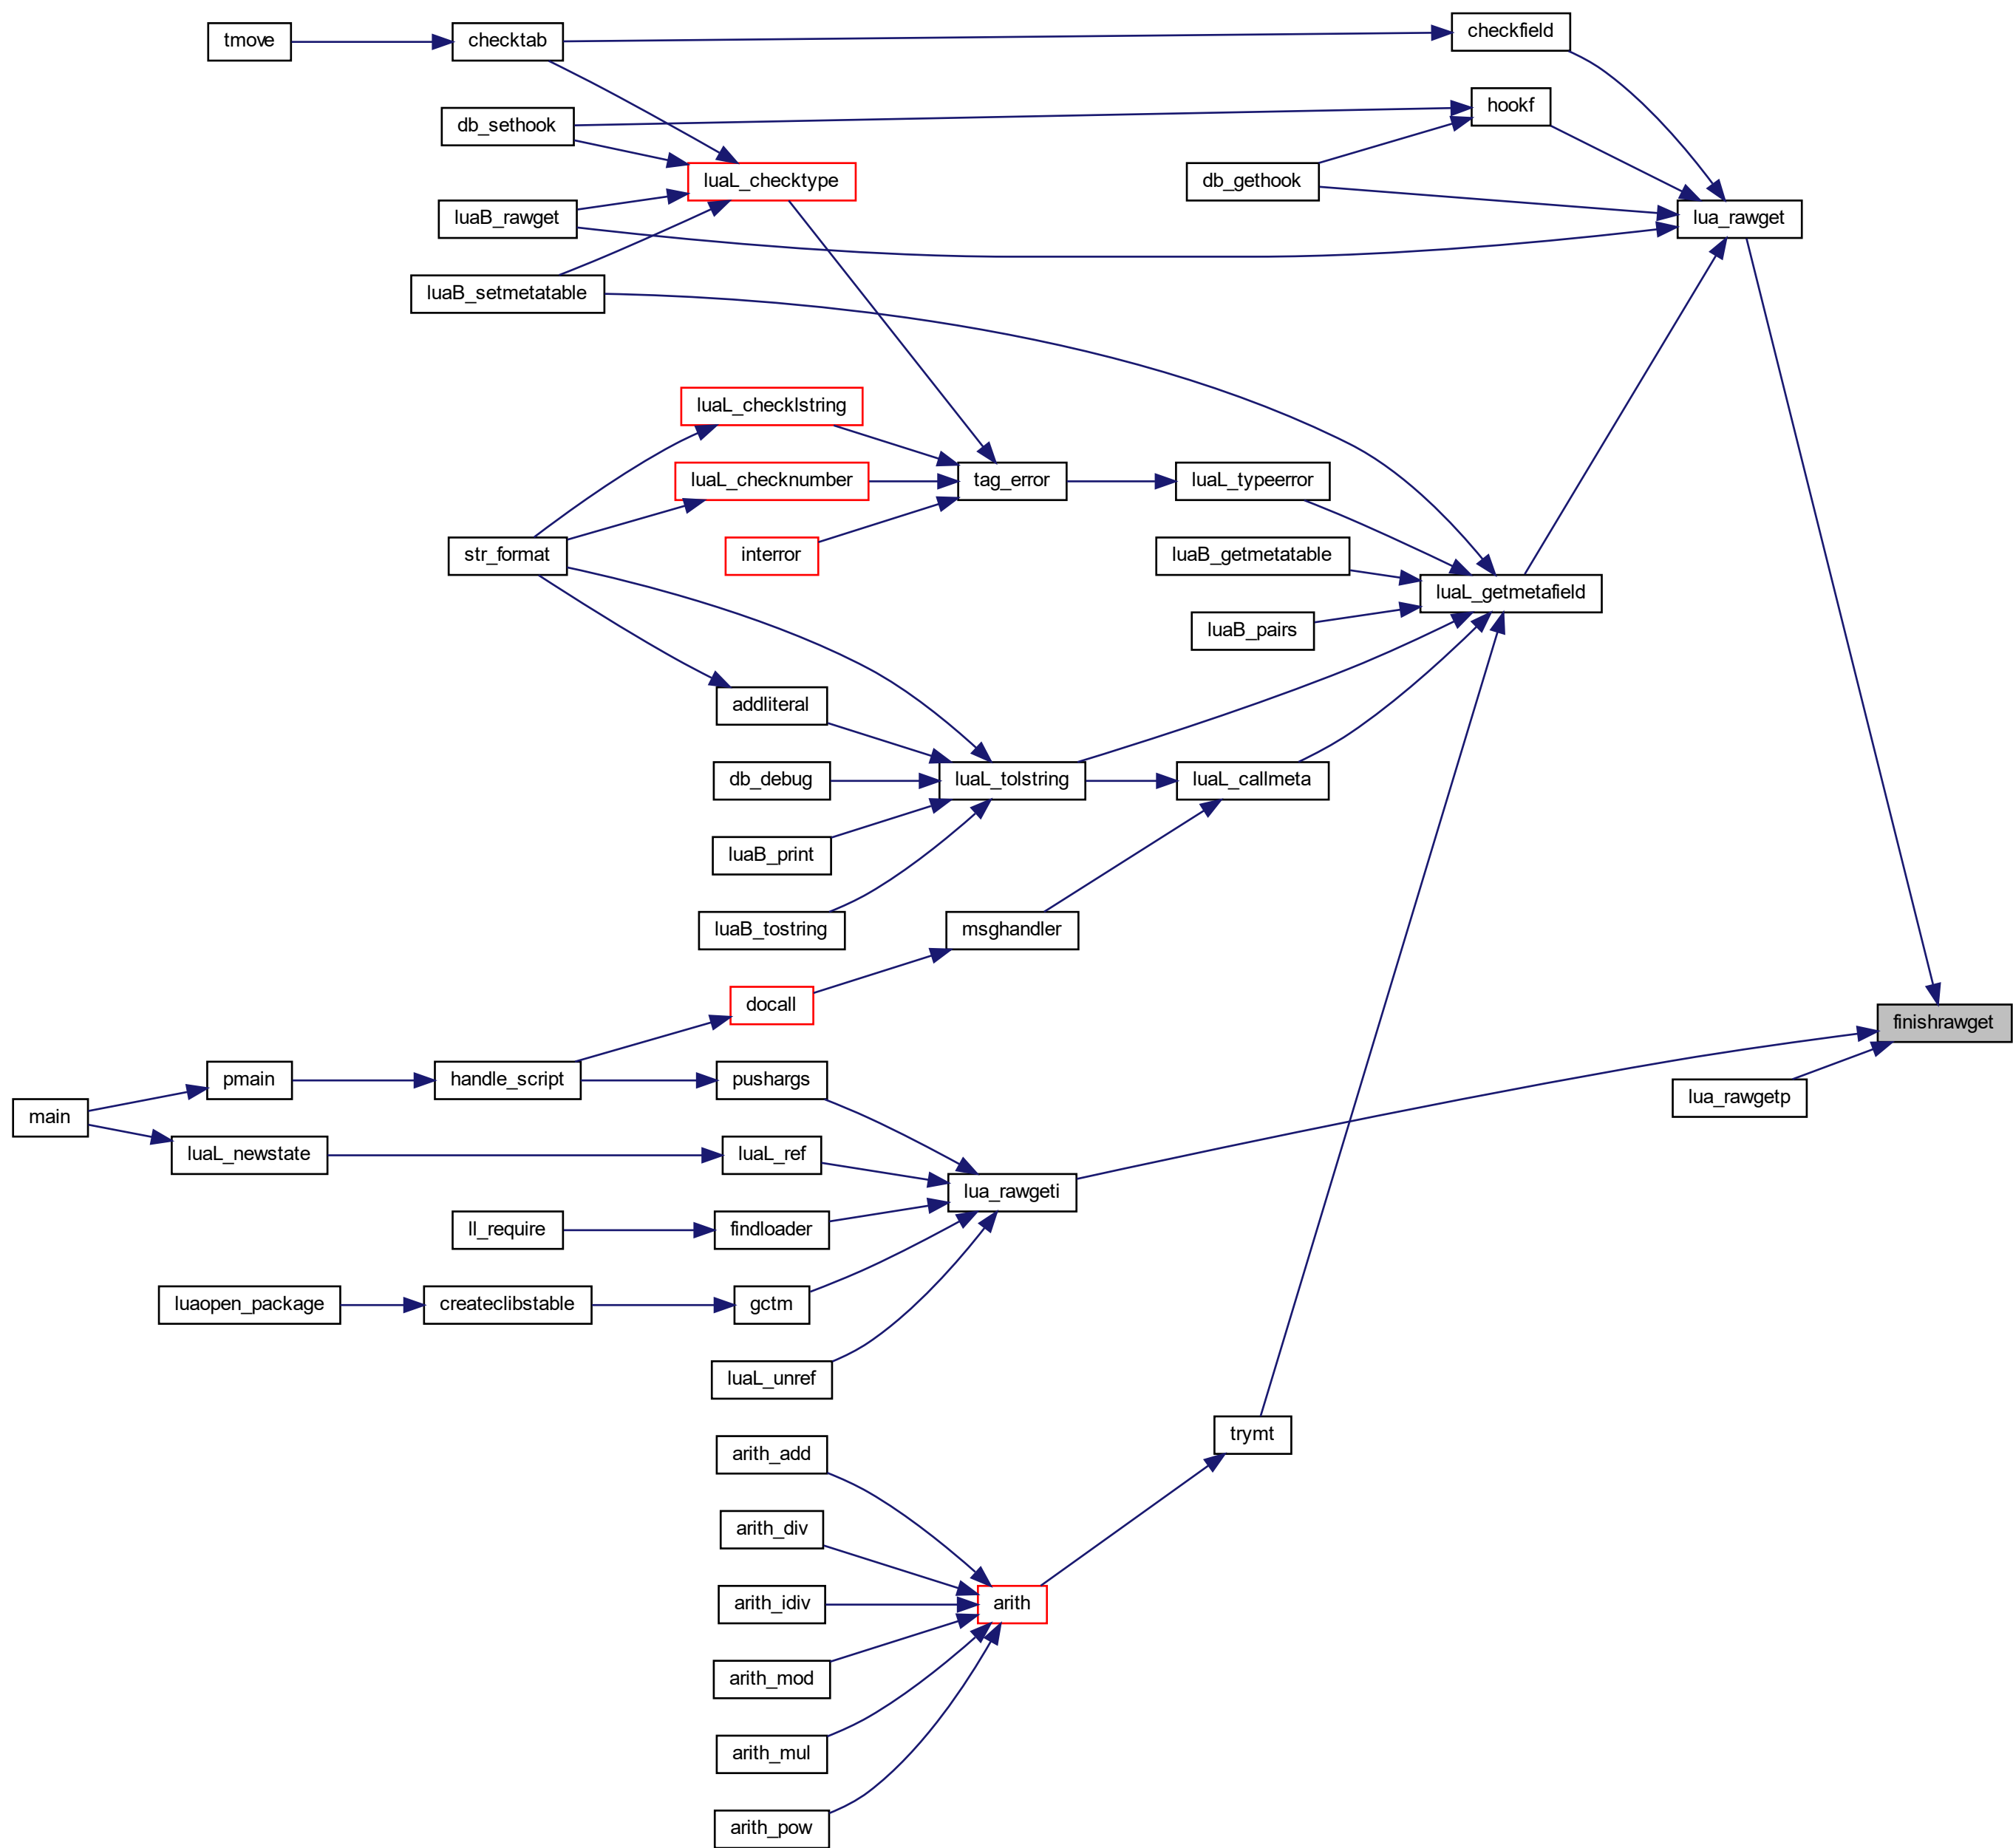 tmove
checktab
checkfield
hookf
db_sethook
db_gethook
luaL_checktype
luaB_rawget
lua_rawget
luaB_setmetatable
luaL_checklstring
luaL_checknumber
tag_error
luaL_typeerror
str_format
interror
luaB_getmetatable
luaL_getmetafield
luaB_pairs
addliteral
db_debug
luaL_tolstring
luaL_callmeta
luaB_print
luaB_tostring
msghandler
docall
finishrawget
pmain
handle_script
pushargs
lua_rawgetp
main
luaL_newstate
luaL_ref
lua_rawgeti
ll_require
findloader
luaopen_package
createclibstable
gctm
luaL_unref
trymt
arith_add
arith_div
arith_idiv
arith
arith_mod
arith_mul
arith_pow